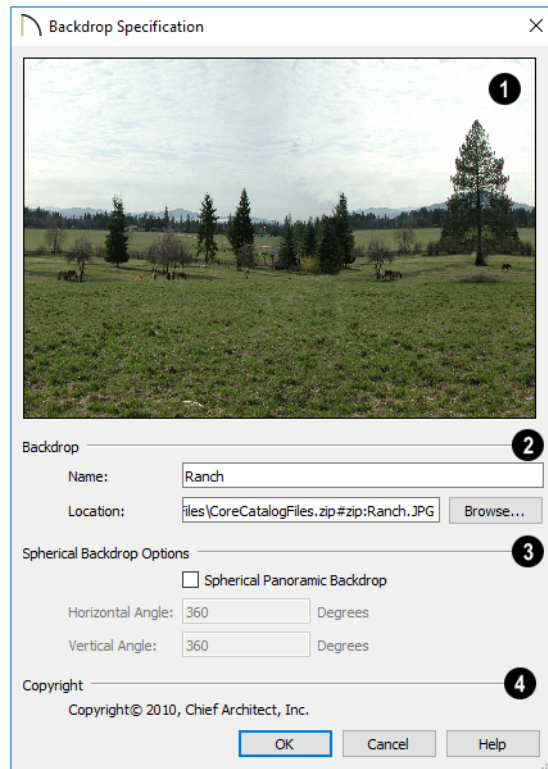 Backdrop Specification
1
Backdrop 2
Name: Ranch
Location: iles\CoreCatalogFiles.zip#zip:Ranch.JPG Browse...
Spherical Backdrop Options 3
Spherical Panoramic Backdrop
Horizontal Angle: 360 Degrees
Vertical Angle: 360 Degrees
Copyright 4
Copyright© 2010, Chief Architect, Inc.
OK Cancel Help